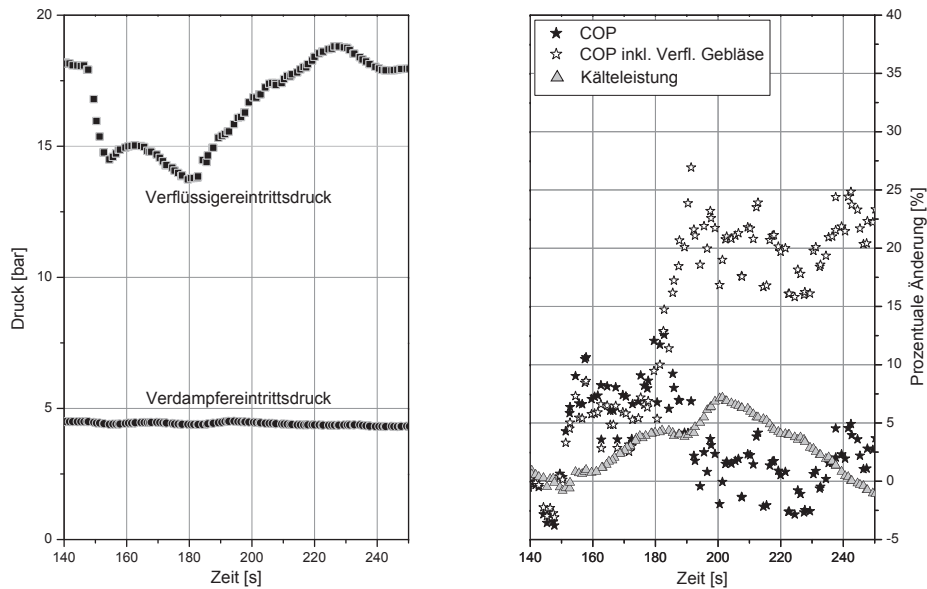 20
15
10
5
0
Druck [bar]
Verflüssigereintrittsdruck
Verdampfereintrittsdruck
140 160 180 200 220 240
Zeit [s]
COP
COP inkl. Verfl. Gebläse
Kälteleistung
40
35
30
25
20
15
10
5
0
-5
Prozentuale Änderung [%]
140 160 180 200 220 240
Zeit [s]